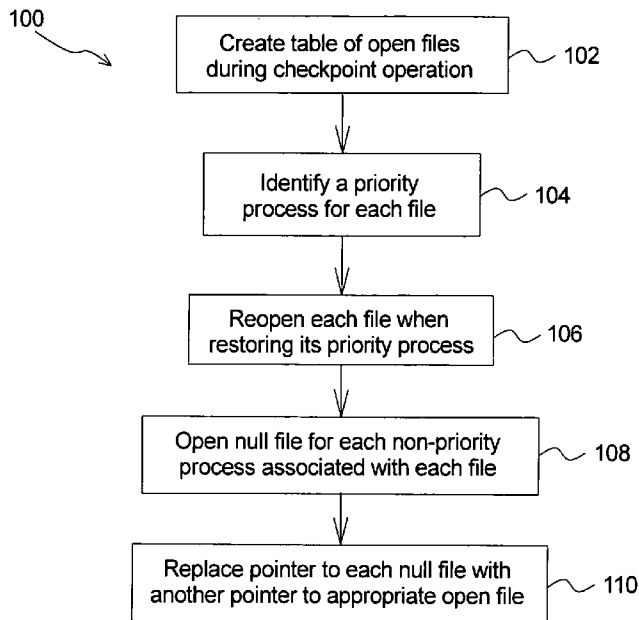 100
Create table of open files
during checkpoint operation
102
Identify a priority
process for each file
104
Reopen each file when
restoring its priority process
106
Open null file for each non-priority
process associated with each file
108
Replace pointer to each null file with
another pointer to appropriate open file
110